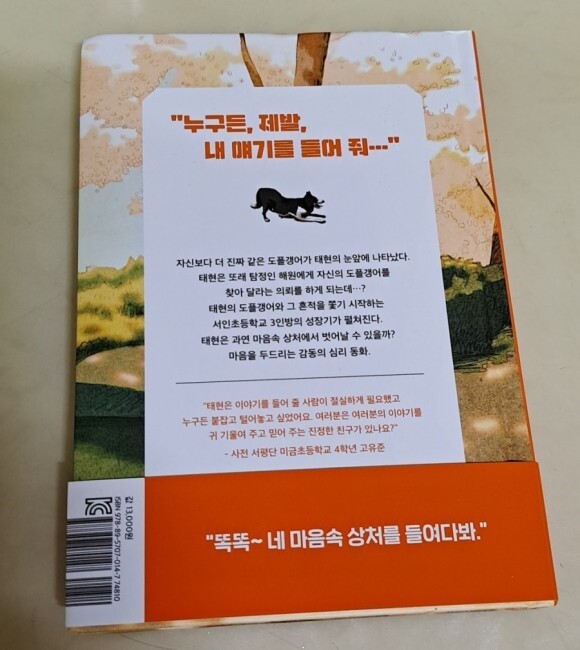 "누구든, 제발,
내 얘기를 들어 줘…"
자신보다 더 진짜 같은 도플갱어가 태현의 눈앞에 나타났다.
태현은 또래 탐정인 해원에게 자신의 도플갱어를
찾아 달라는 의뢰를 하게 되는데…?
태현의 도플갱어와 그 흔적을 쫓기 시작하는
서인초등학교 3인방의 성장기가 펼쳐진다.
태현은 과연 마음속 상처에서 벗어날 수 있을까?
마음을 두드리는 감동의 심리 동화.
"태현은 이야기를 들어 줄 사람이 절실하게 필요했고
누구든 붙잡고 털어놓고 싶었어요. 여러분은 여러분의 이야기를
귀 기울여 주고 믿어 주는 진정한 친구가 있나요?"
- 사전 서평단 미금초등학교 4학년 고유준
"똑똑~ 네 마음속 상처를 들여다봐."
값 13,000원
ISBN 978-89-5707-014-7 74810